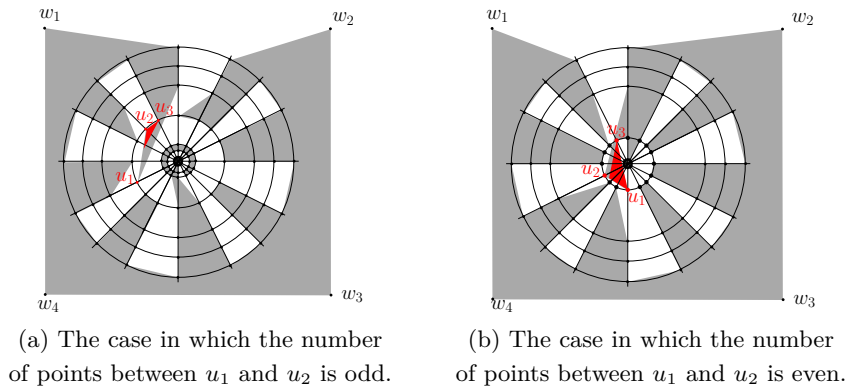 w1
w2
u3
u2
u1
w4
w3
(a) The case in which the number
of points between u1 and u2 is odd.
w1
w2
u3
u2
u1
w4
w3
(b) The case in which the number
of points between u1 and u2 is even.